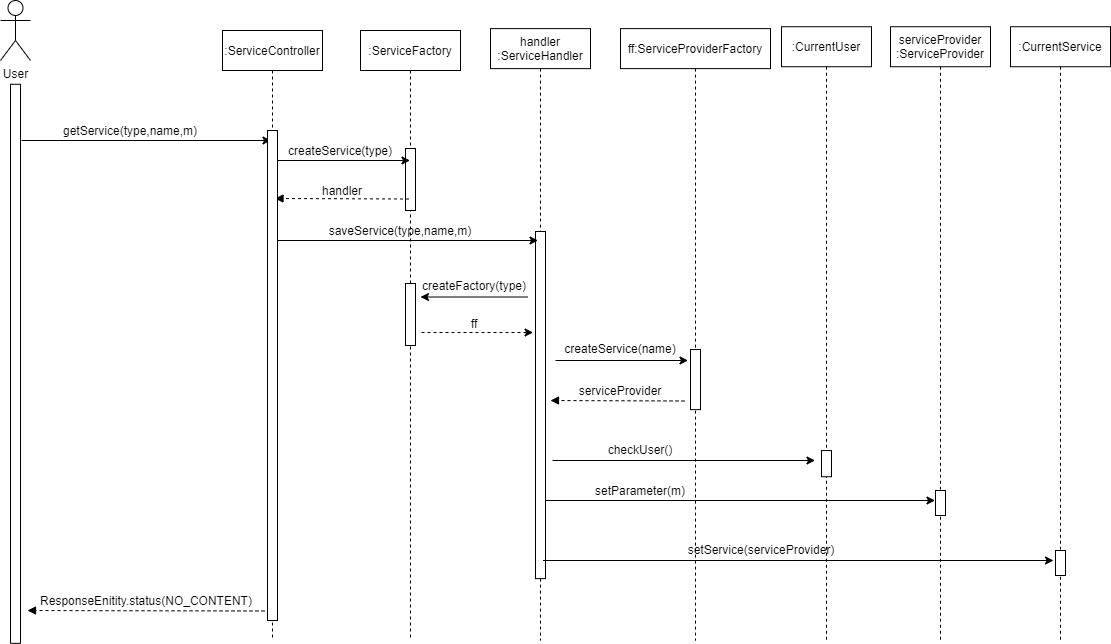 User
:ServiceController
:ServiceFactory
handler
:ServiceHandler
ff:ServiceProviderFactory
:CurrentUser
serviceProvider
:ServiceProvider
:CurrentService
getService(type,name,m)
createService(type)
handler
saveService(type,name,m)
createFactory(type)
ff
createService(name)
serviceProvider
checkUser()
setParameter(m)
setService(serviceProvider)
ResponseEnitity.status(NO_CONTENT)